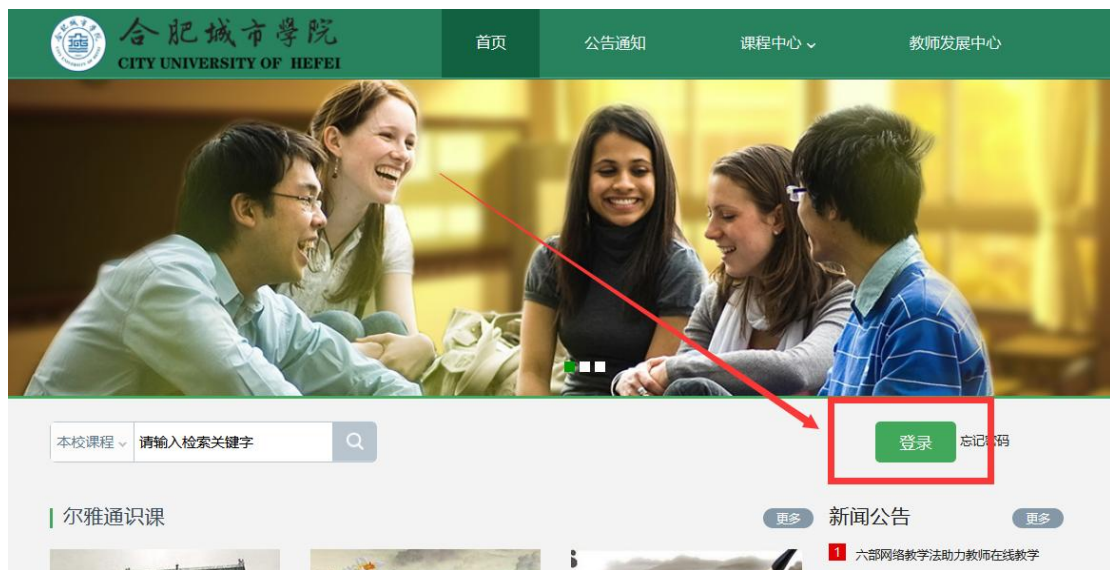 合肥城市學院
CITY UNIVERSITY OF HEFEI
首页 公告通知 课程中心 教师发展中心
本校课程 请输入检索关键字 登录 忘记密码
尔雅通识课 更多 新闻公告 更多
1 六部网络教学法助力教师在线教学